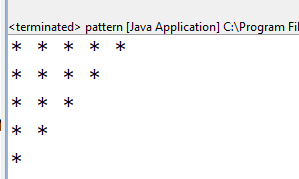 <terminated> pattern [Java Application] C:\Program Fil
* * * * *
* * * *
* * *
* *
*